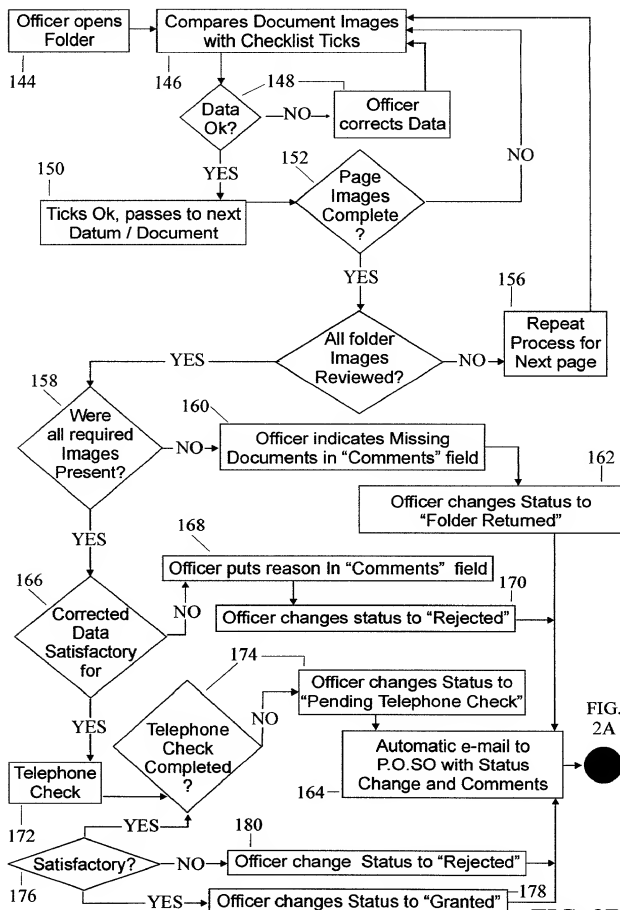 Officer opens
Folder
144
Compares Document Images
with Checklist Ticks
146
148
Data
Ok?
NO
Officer
corrects Data
NO
YES
150
Ticks Ok, passes to next
Datum / Document
152
Page
Images
Complete
?
YES
156
Repeat
Process for
Next page
All folder
Images
Reviewed?
NO
YES
158
Were
all required
Images
Present?
NO
160
Officer indicates Missing
Documents in "Comments" field
162
Officer changes Status to
"Folder Returned"
YES
166
Corrected
Data
Satisfactory
for
NO
168
Officer puts reason In "Comments" field
170
Officer changes status to "Rejected"
YES
Telephone
Check
172
174
Telephone
Check
Completed
?
NO
Officer changes Status to
"Pending Telephone Check"
Automatic e-mail to
P.O.SO with Status
Change and Comments
164
FIG.
2A
YES
Satisfactory?
176
NO
180
Officer change Status to "Rejected"
YES
Officer changes Status to "Granted"
178